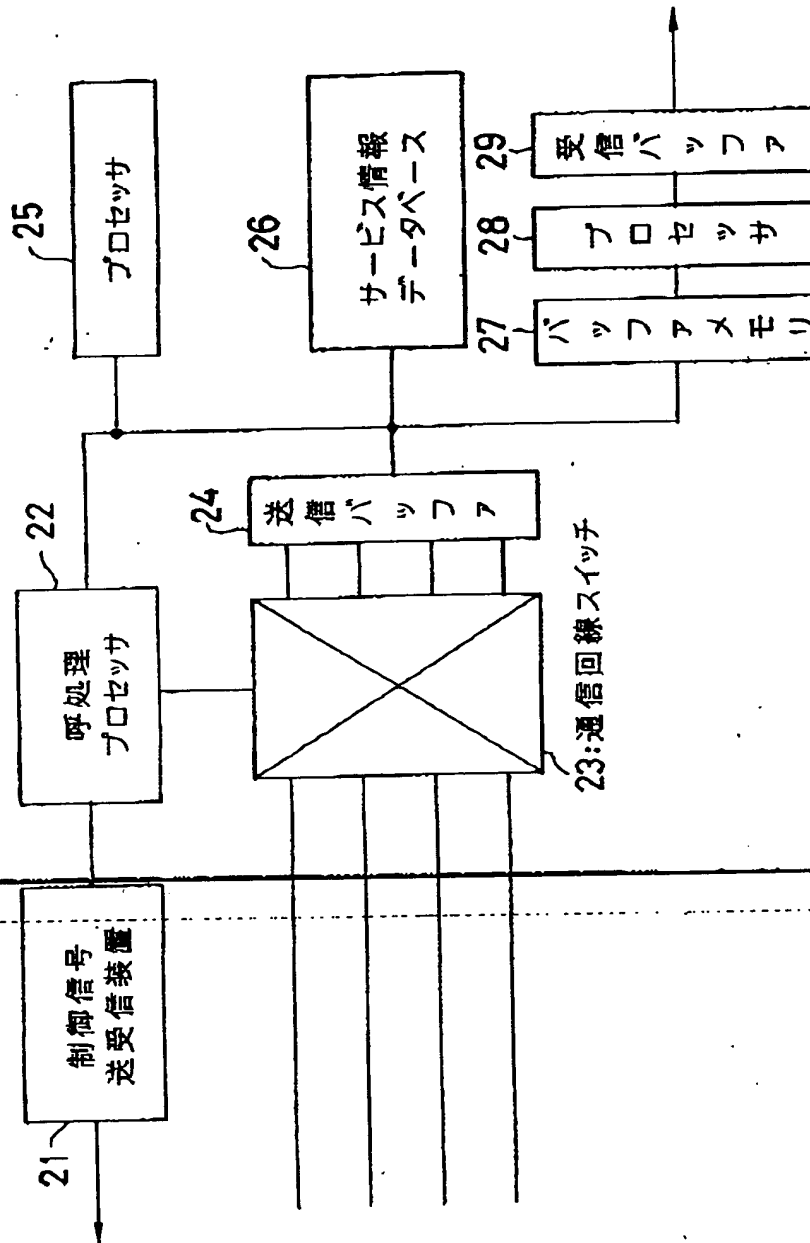 21
制御信号
送受信装置
22
呼処理
プロセッサ
25
プロセッサ
23:通信回線スイッチ
24
送信バッファ
26
サービス情報
データベース
27
バッファメモリ
28
プロセッサ
29
受信バッファ